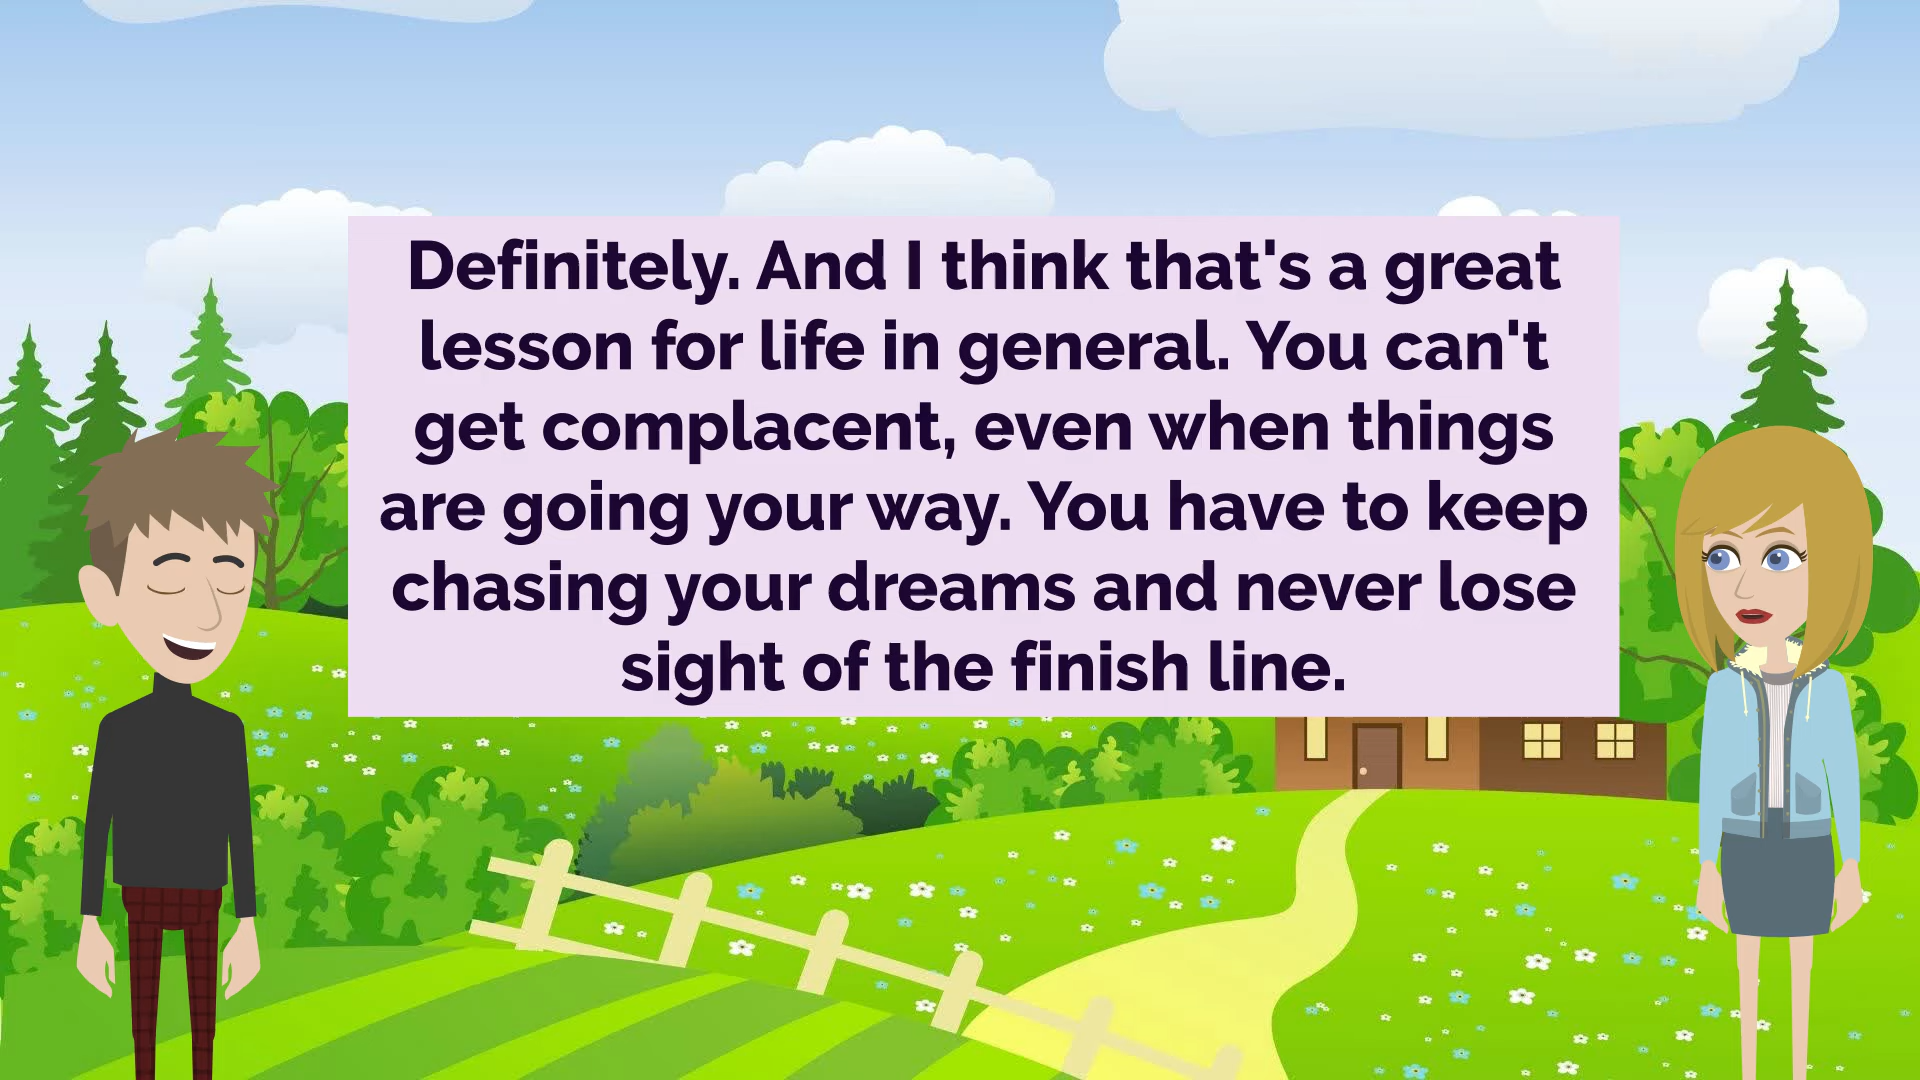 Definitely. And I think that's a great
lesson for life in general. You can't
get complacent, even when things
are going your way. You have to keep
chasing your dreams and never lose
sight of the finish line.